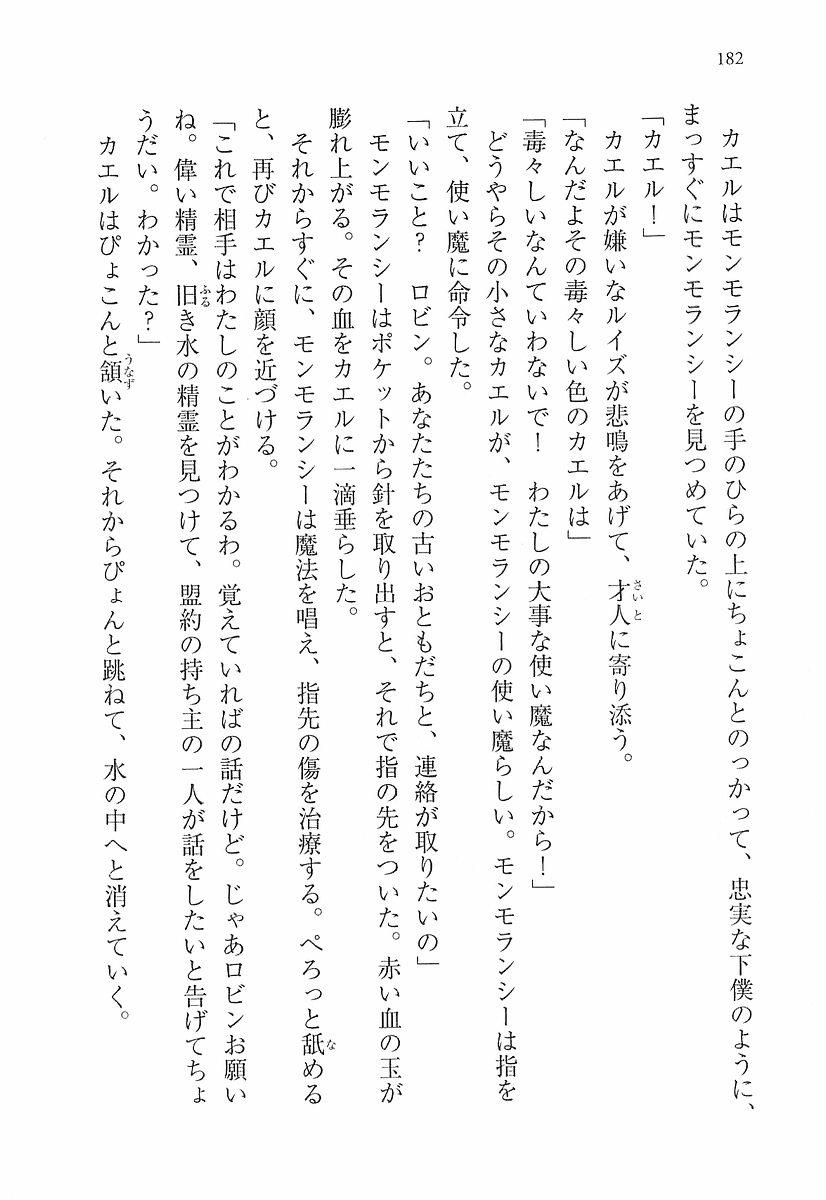 182
カエルはモンモランシーの手のひらの上にちょこんとのっかって、忠実な下僕のように、
まっすぐにモンモランシーを見つめていた。
「カエル！」
カエルが嫌いなルイズが悲鳴をあげて、才人に寄り添う。
「なんだよその毒々しい色のカエルは」
「毒々しいなんていわないで！　わたしの大事な使い魔なんだから！」
どうやらその小さなカエルが、モンモランシーの使い魔らしい。モンモランシーは指を
立て、使い魔に命令した。
「いいこと？　ロビン。あなたたちの古いおともだちと、連絡が取りたいの」
モンモランシーはポケットから針を取り出すと、それで指の先をついた。赤い血の玉が
膨れ上がる。その血をカエルに一滴垂らした。
それからすぐに、モンモランシーは魔法を唱え、指先の傷を治療する。ぺろっと舐める
と、再びカエルに顔を近づける。
「これで相手はわたしのことがわかるわ。覚えていればの話だけど。じゃあロビンお願い
ね。偉い精霊、旧き水の精霊を見つけて、盟約の持ち主の一人が話をしたいと告げてちょ
うだい。わかった？」
カエルはぴょこんと頷いた。それからぴょんと跳ねて、水の中へと消えていく。
さいと
ふる
な
うなず